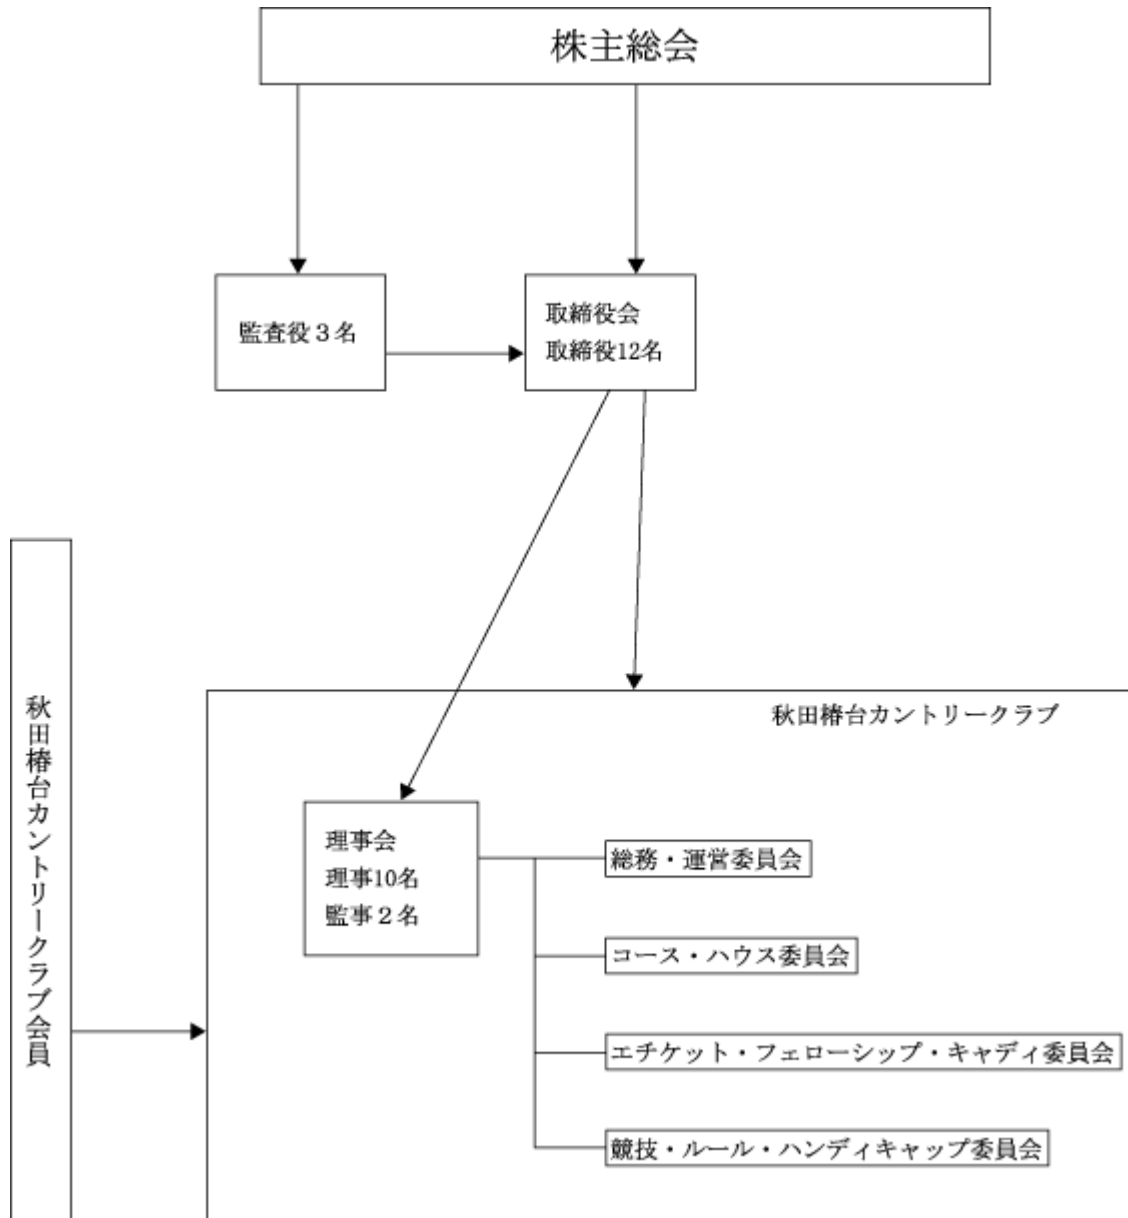 株主総会
監査役３名
取締役会
取締役12名
秋田椿台カントリークラブ会員
秋田椿台カントリークラブ
理事会
理事10名
監事２名
総務・運営委員会
コース・ハウス委員会
エチケット・フェローシップ・キャディ委員会
競技・ルール・ハンディキャップ委員会